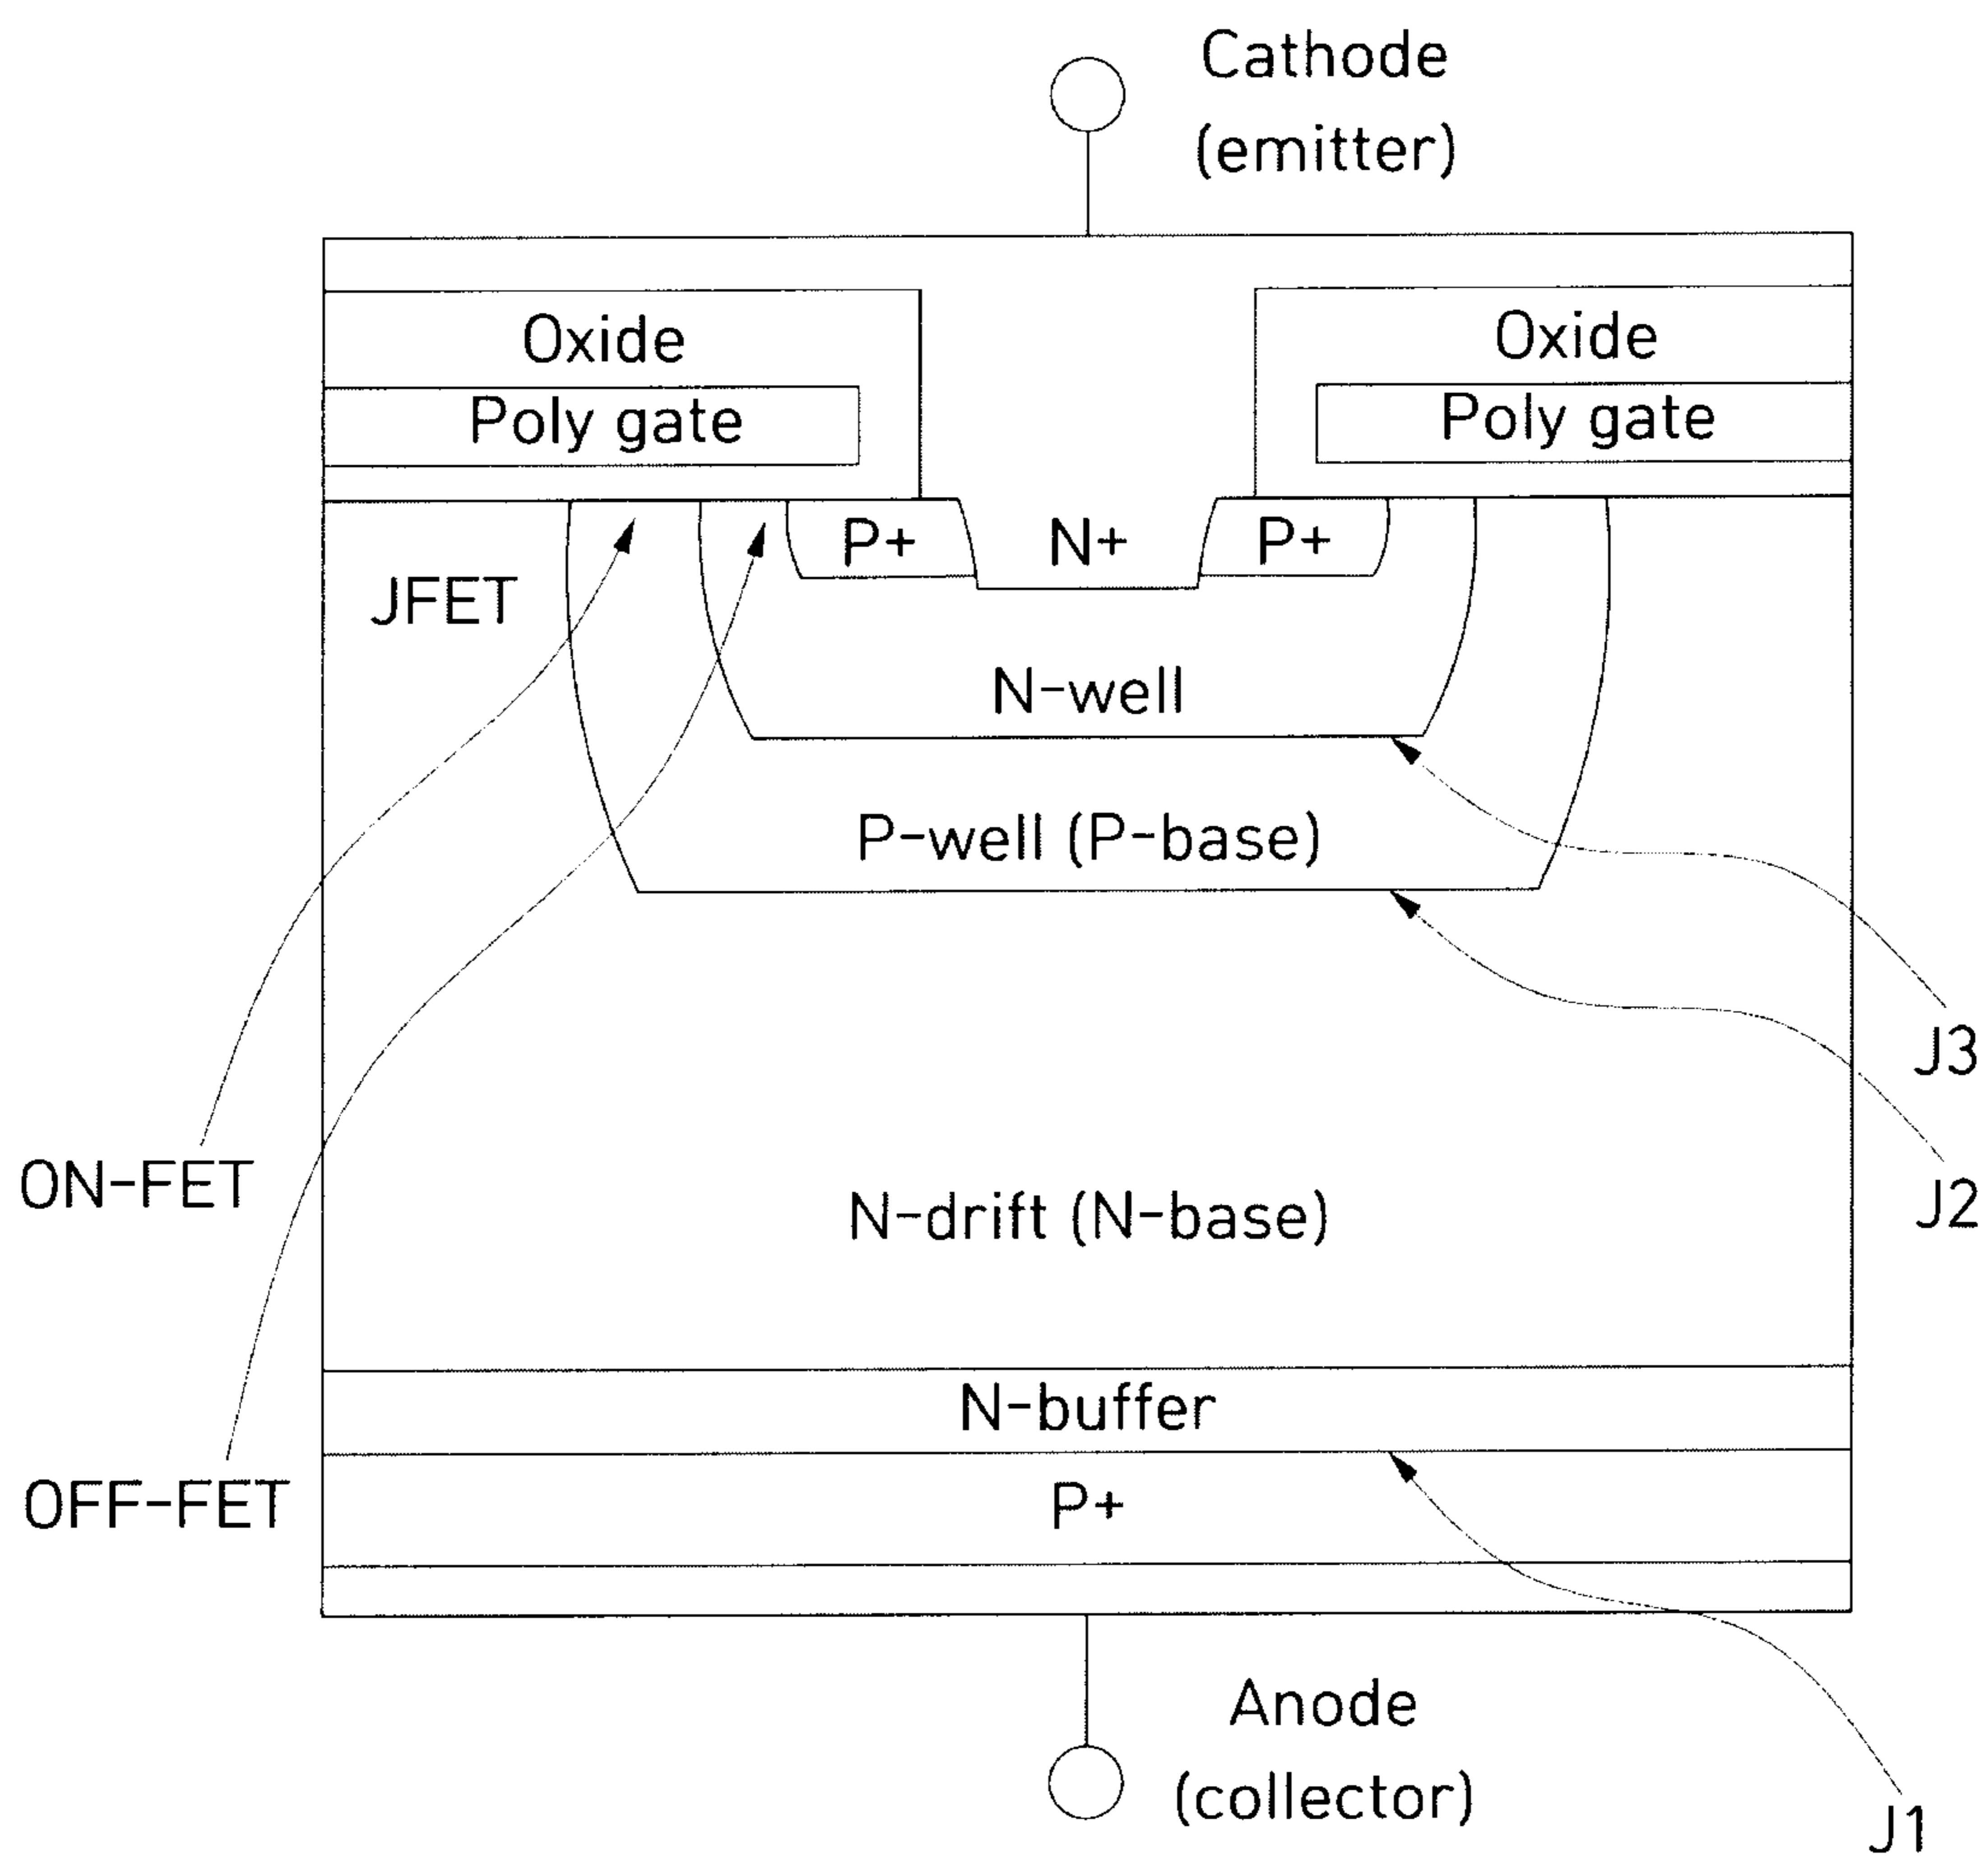 Cathode
(emitter)
Oxide
Oxide
Poly gate
Poly gate
P+
N+
P+
JFET
N-well
P-well (P-base)
J3
ON-FET
J2
N-drift (N-base)
N-buffer
OFF-FET
P+
Anode
(collector)
J1